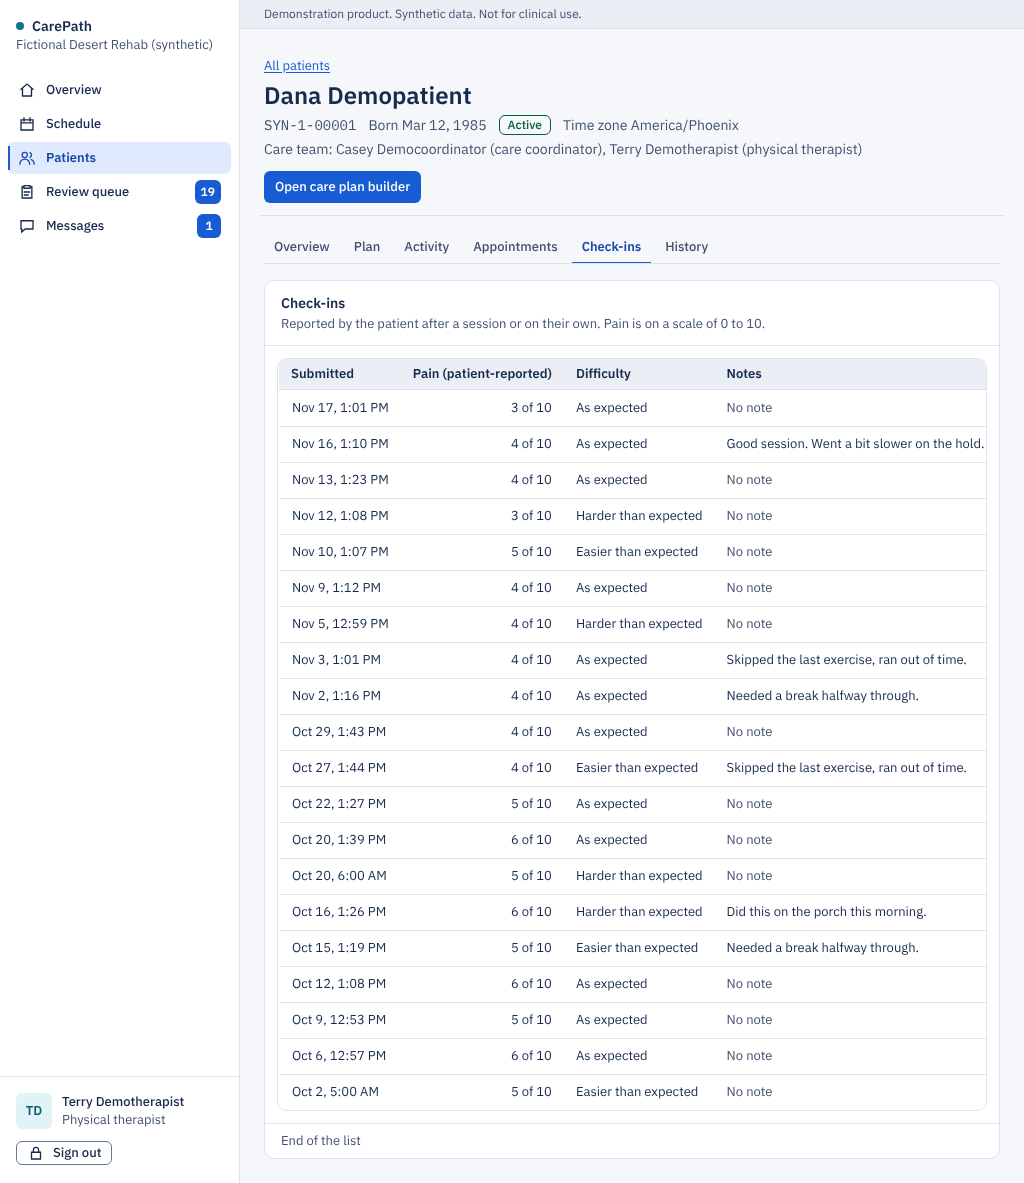 CarePath
Fictional Desert Rehab (synthetic)
Overview
Schedule
Patients
Review queue 19
Messages 1
Terry Demotherapist
TD
Physical therapist
Sign out
Demonstration product. Synthetic data. Not for clinical use.
All patients
Dana Demopatient
SYN-1-00001 Born Mar 12, 1985 Active Time zone America/Phoenix
Care team: Casey Democoordinator (care coordinator), Terry Demotherapist (physical therapist)
Open care plan builder
Overview Plan Activity Appointments Check-ins History
Check-ins
Reported by the patient after a session or on their own. Pain is on a scale of 0 to 10.
Submitted Pain (patient-reported) Difficulty Notes
Nov 17, 1:01 PM 3 of 10 As expected No note
Nov 16, 1:10 PM 4 of 10 As expected Good session. Went a bit slower on the hold.
Nov 13, 1:23 PM 4 of 10 As expected No note
Nov 12, 1:08 PM 3 of 10 Harder than expected No note
Nov 10, 1:07 PM 5 of 10 Easier than expected No note
Nov 9, 1:12 PM 4 of 10 As expected No note
Nov 5, 12:59 PM 4 of 10 Harder than expected No note
Nov 3, 1:01 PM 4 of 10 As expected Skipped the last exercise, ran out of time.
Nov 2, 1:16 PM 4 of 10 As expected Needed a break halfway through.
Oct 29, 1:43 PM 4 of 10 As expected No note
Oct 27, 1:44 PM 4 of 10 Easier than expected Skipped the last exercise, ran out of time.
Oct 22, 1:27 PM 5 of 10 As expected No note
Oct 20, 1:39 PM 6 of 10 As expected No note
Oct 20, 6:00 AM 5 of 10 Harder than expected No note
Oct 16, 1:26 PM 6 of 10 Harder than expected Did this on the porch this morning.
Oct 15, 1:19 PM 5 of 10 Easier than expected Needed a break halfway through.
Oct 12, 1:08 PM 6 of 10 As expected No note
Oct 9, 12:53 PM 5 of 10 As expected No note
Oct 6, 12:57 PM 6 of 10 As expected No note
Oct 2, 5:00 AM 5 of 10 Easier than expected No note
End of the list